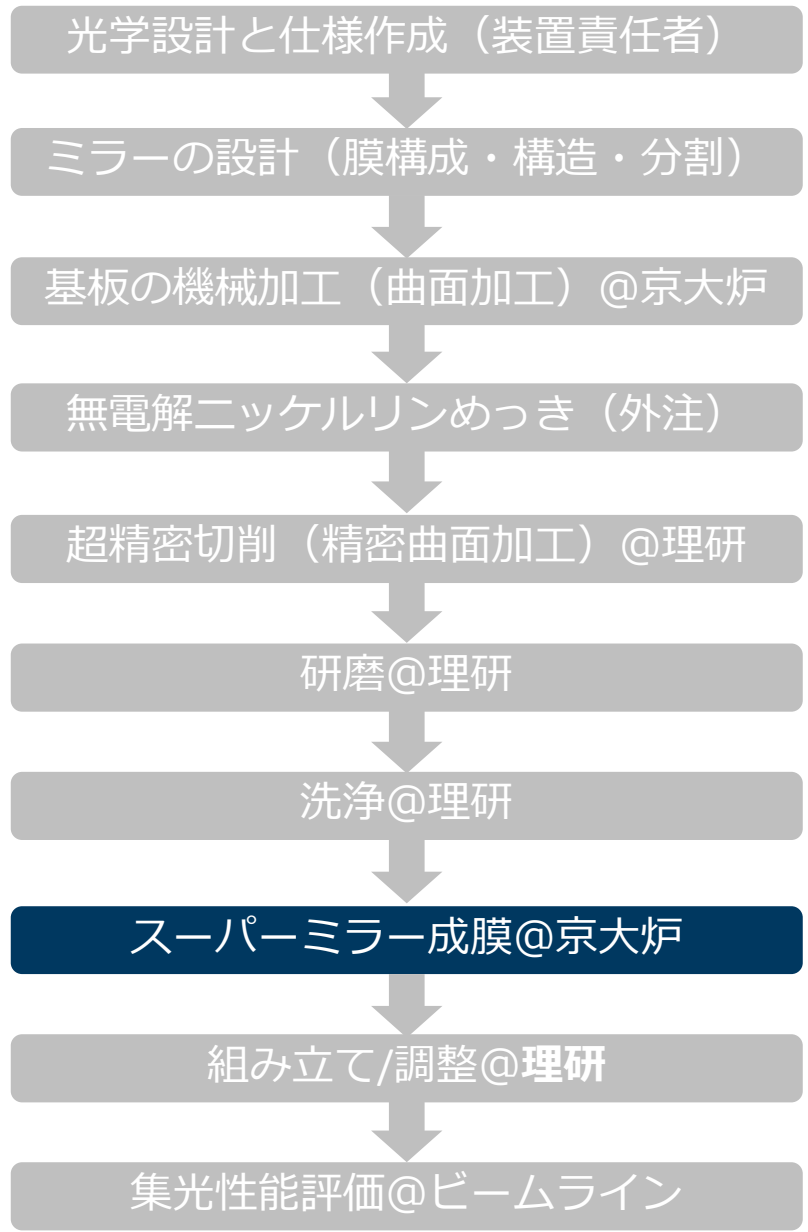 光学設計と仕様作成（装置責任者）
ミラーの設計（膜構成・構造・分割）
基板の機械加工（曲面加工）@京大炉
無電解ニッケルリンめっき（外注）
超精密切削（精密曲面加工）@理研
研磨@理研
洗浄@理研
スーパーミラー成膜@京大炉
組み立て/調整@理研
集光性能評価@ビームライン